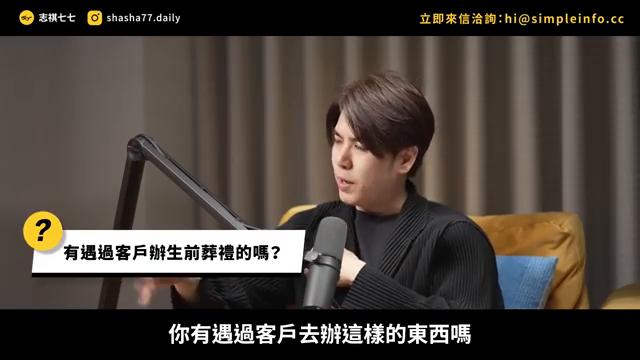 志祺七七
shasha77.daily
立即來信洽詢：hi@simpleinfo.cc
?
有遇過客戶辦生前葬禮的嗎？
你有遇過客戶去辦這樣的東西嗎